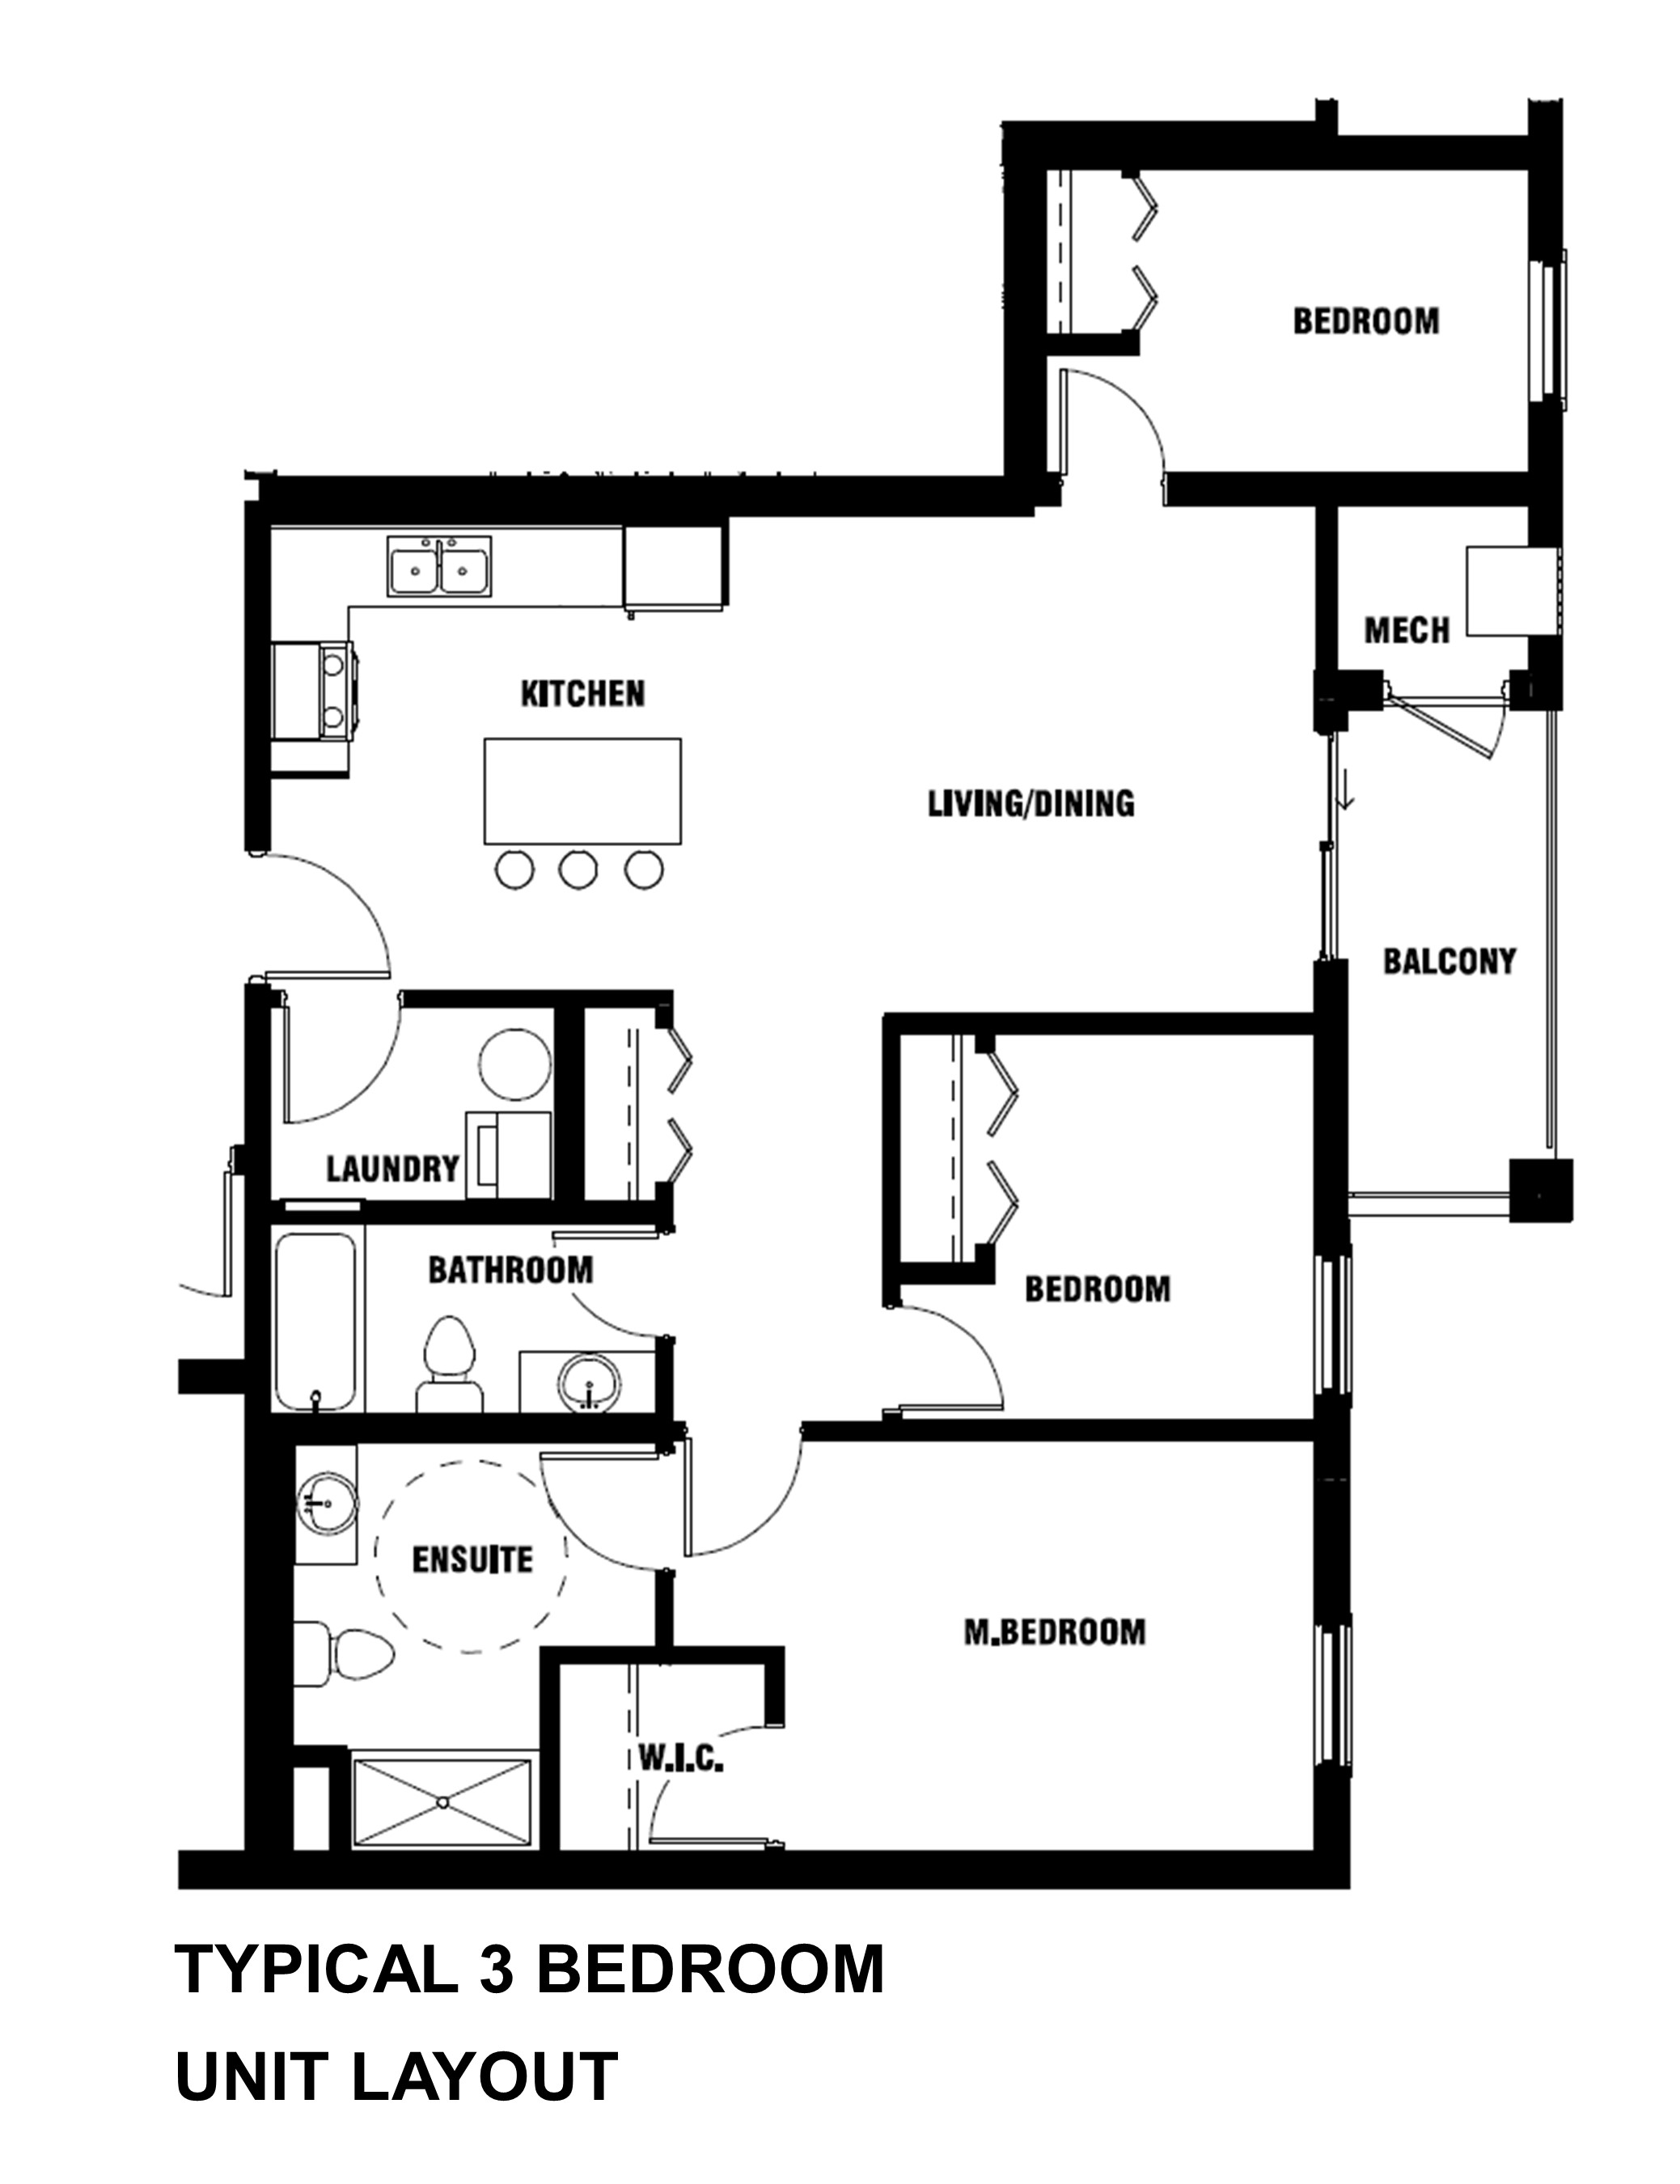 BEDROOM
MECH
KITCHEN
LIVING/DINING
BALCONY
LAUNDRY
BATHROOM
BEDROOM
ENSUITE
M.BEDROOM
W.I.C.
TYPICAL 3 BEDROOM
UNIT LAYOUT